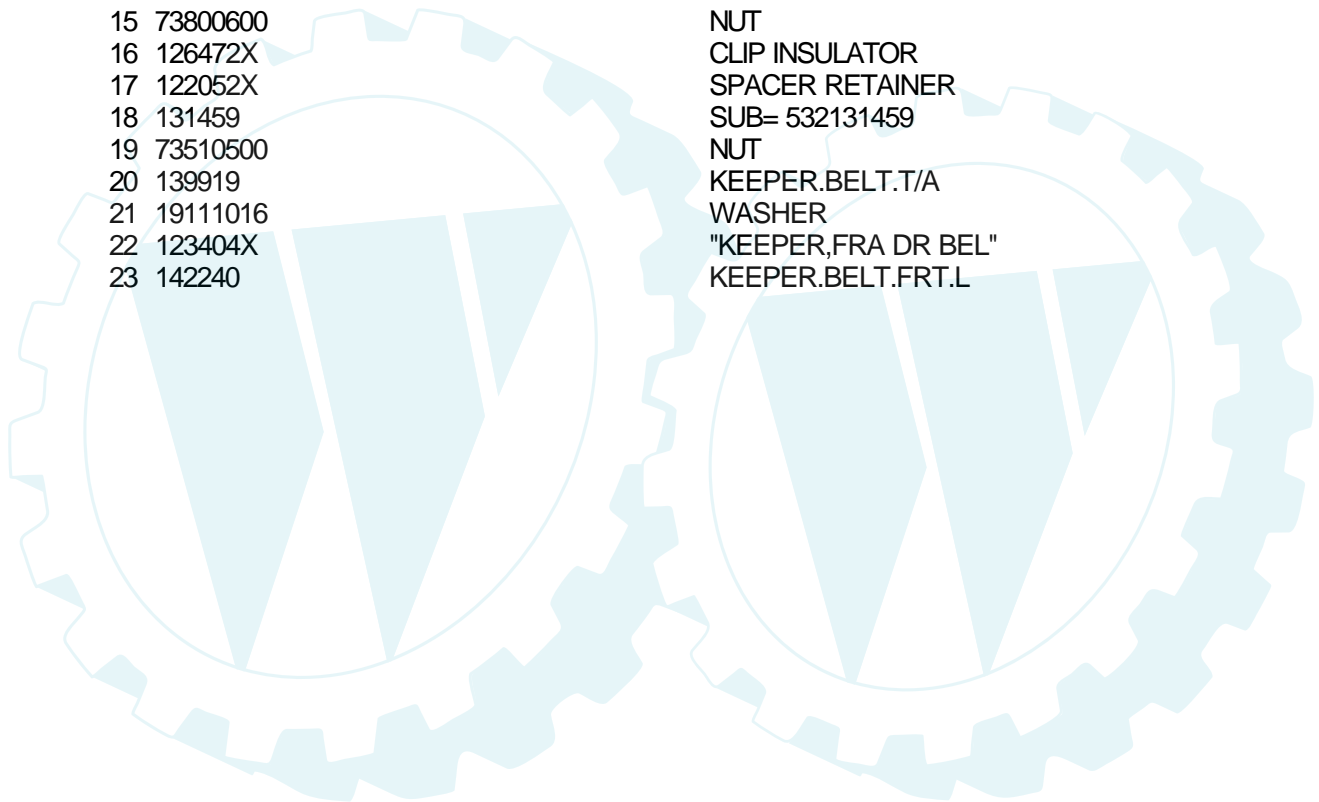 15 73800600 NUT
16 126472X CLIP INSULATOR
17 122052X SPACER RETAINER
18 131459 SUB= 532131459
19 73510500 NUT
20 139919 KEEPER.BELT.T/A
21 19111016 WASHER
22 123404X "KEEPER,FRA DR BEL"
23 142240 KEEPER.BELT.FRT.L